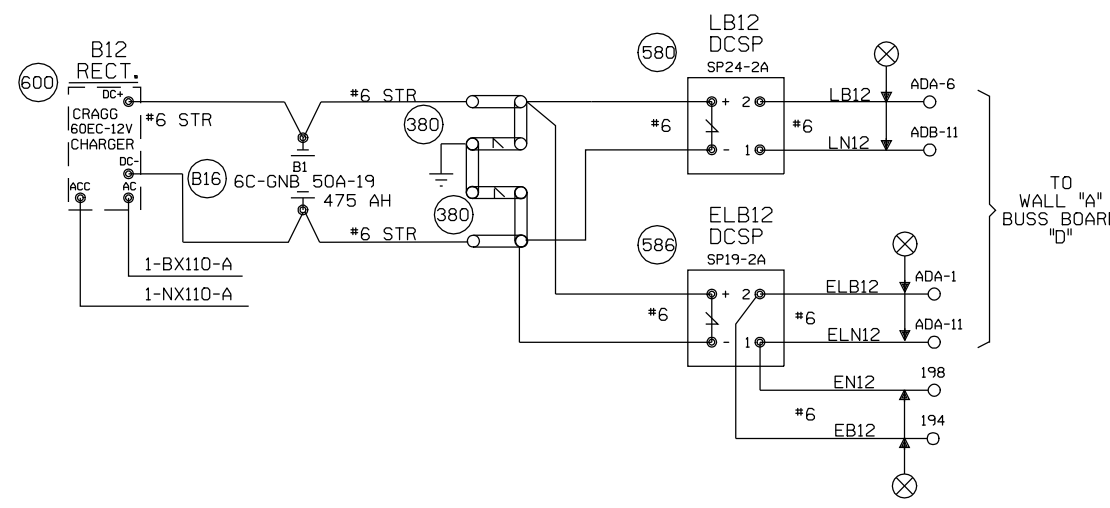 B12
RECT.
600
DC+
CRAGG
60EC-12V
CHARGER
DC-
ACC
AC
#6 STR
B16
B1
6C-GNB 50A-19
475 AH
#6 STR
#6 STR
380
380
1-BX110-A
1-NX110-A
580
LB12
DCSP
SP24-2A
#6
+ 2
- 1
#6
LB12
ADA-6
LN12
ADB-11
586
ELB12
DCSP
SP19-2A
#6
+ 2
- 1
#6
ELB12
ADA-1
ELN12
ADA-11
EN12
198
#6
EB12
194
TO
WALL "A"
BUSS BOARD
"D"